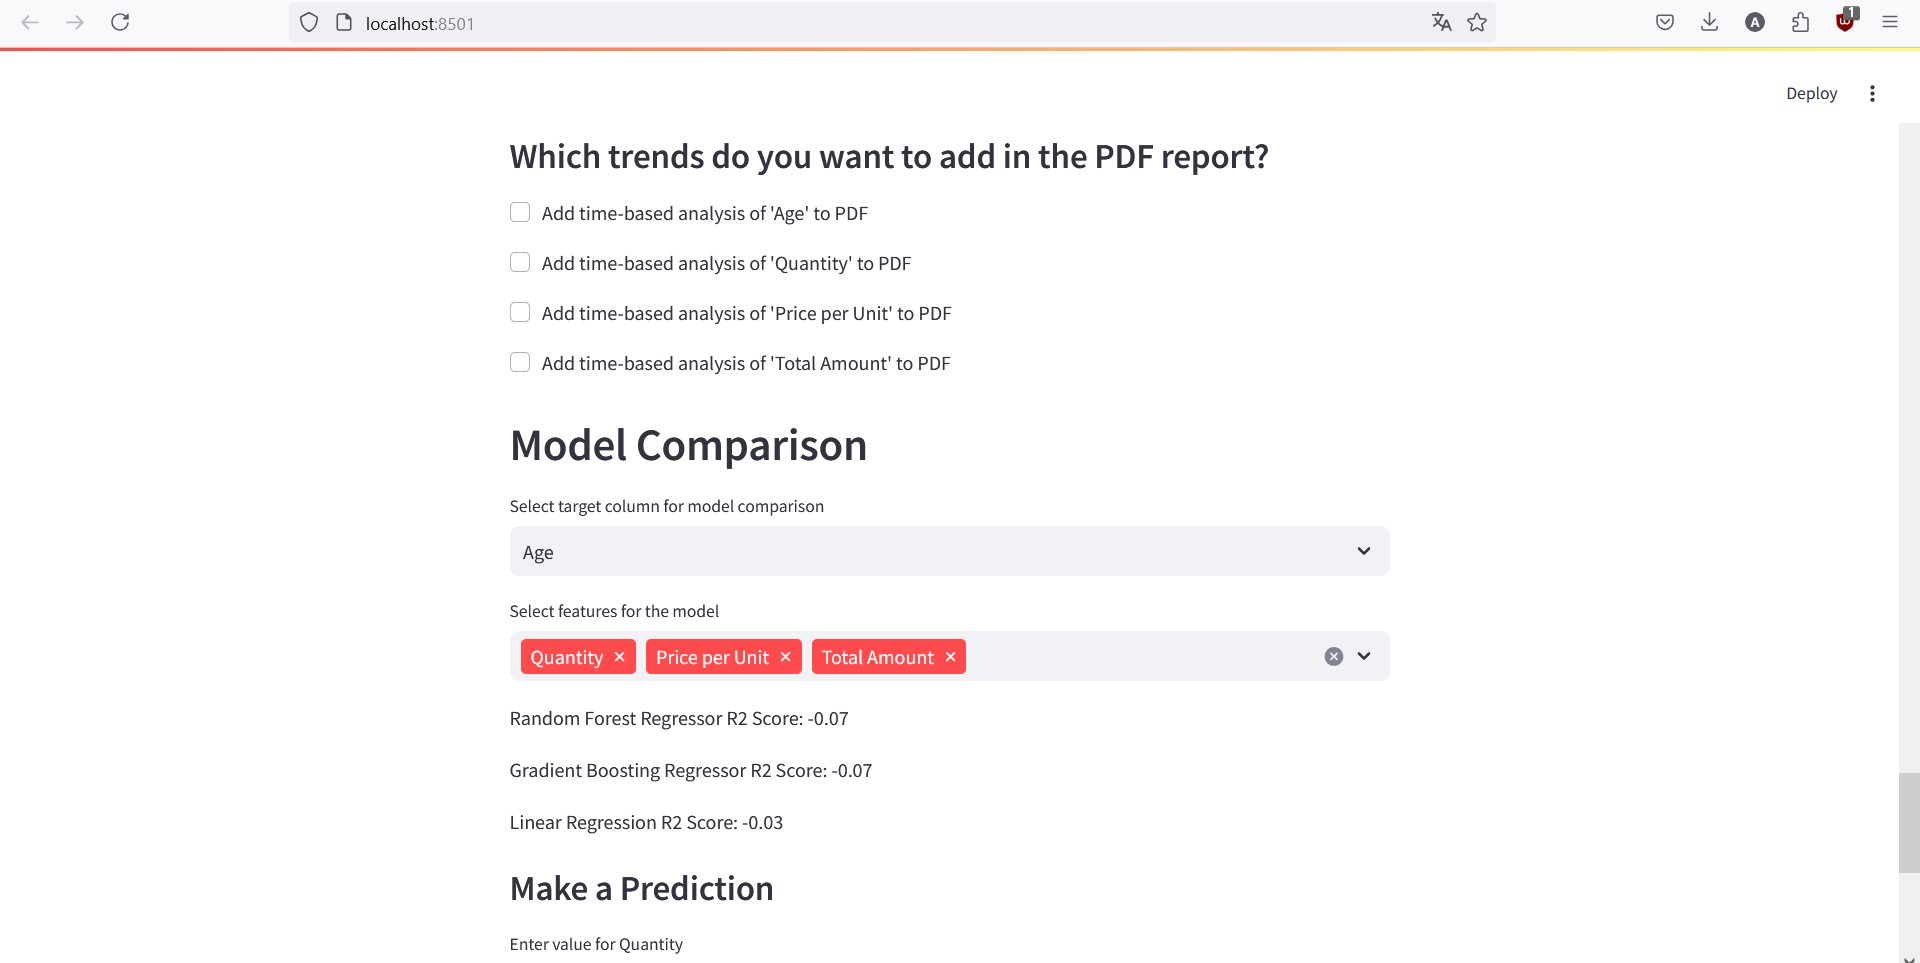 localhost:8501
A
1
Deploy
Which trends do you want to add in the PDF report?
Add time-based analysis of 'Age' to PDF
Add time-based analysis of 'Quantity' to PDF
Add time-based analysis of 'Price per Unit' to PDF
Add time-based analysis of 'Total Amount' to PDF
Model Comparison
Select target column for model comparison
Age
Select features for the model
Quantity Price per Unit Total Amount
Random Forest Regressor R2 Score: -0.07
Gradient Boosting Regressor R2 Score: -0.07
Linear Regression R2 Score: -0.03
Make a Prediction
Enter value for Quantity